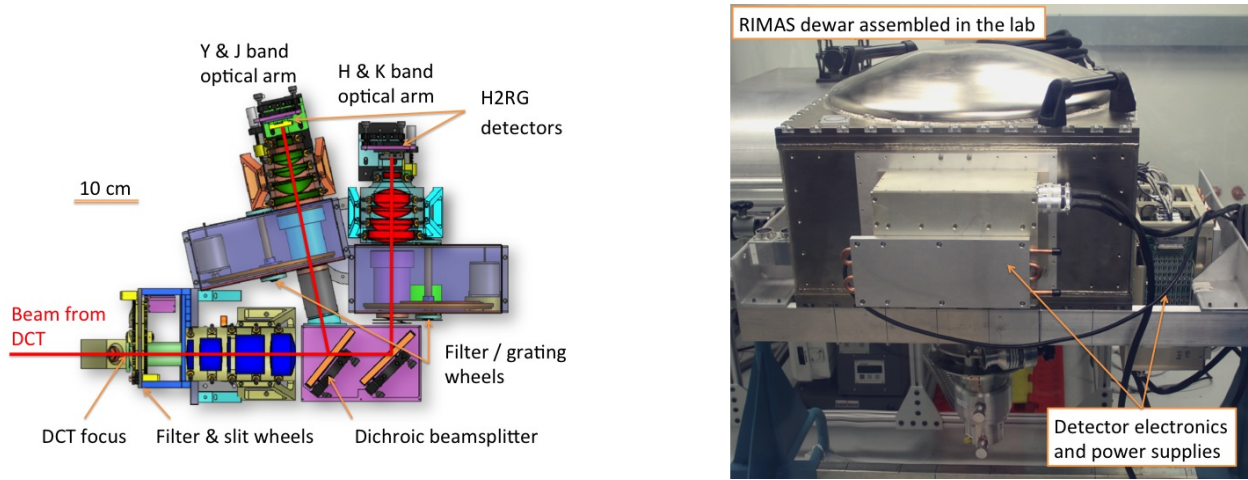 Y & J band
optical arm
H & K band
optical arm
H2RG
detectors
10 cm
Beam from
DCT
Filter / grating
wheels
DCT focus
Filter & slit wheels
Dichroic beamsplitter
RIMAS dewar assembled in the lab
Detector electronics
and power supplies